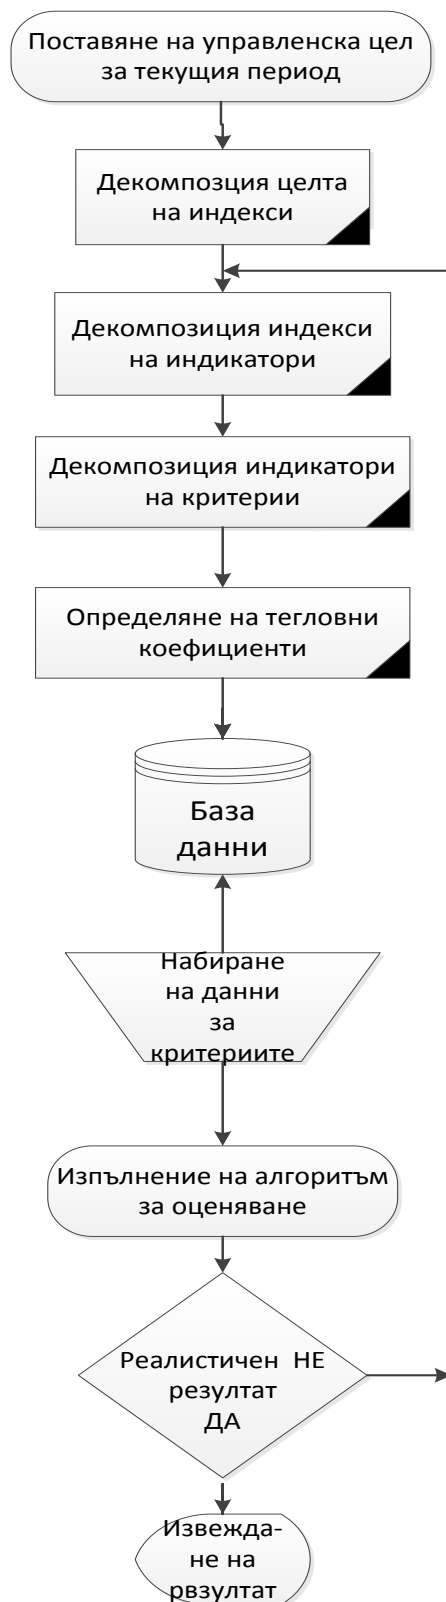 Поставяне на управленска цел
за текущия период
Декомпозция целта
на индекси
Декомпозиция индекси
на индикатори
Декомпозиция индикатори
на критерии
Определяне на тегловни
коефициенти
База
данни
Набиране
на данни
за
критериите
Изпълнение на алгоритъм
за оценяване
Реалистичен НЕ
резултат
ДА
Извежда-
не на
рвзултат